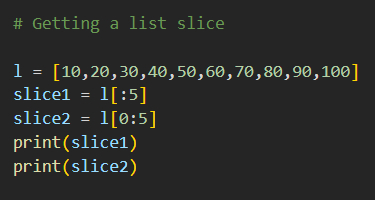 # Getting a list slice
l = [10,20,30,40,50,60,70,80,90,100]
slice1 = l[:5]
slice2 = l[0:5]
print(slice1)
print(slice2)